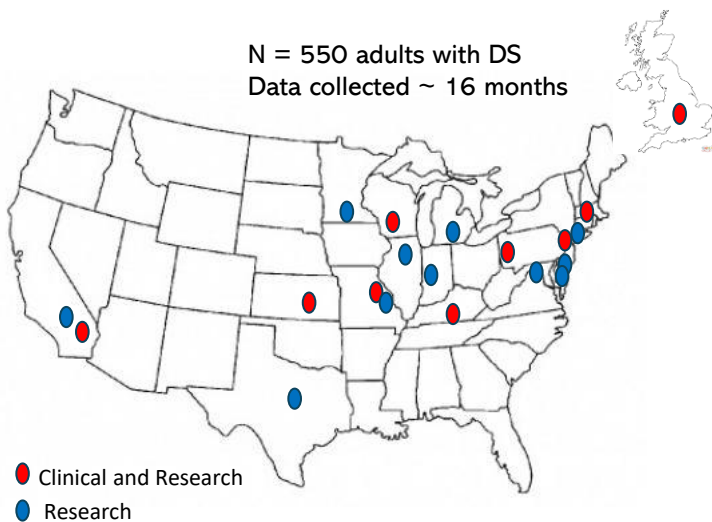 N = 550 adults with DS
Data collected ~ 16 months
Clinical and Research
Research